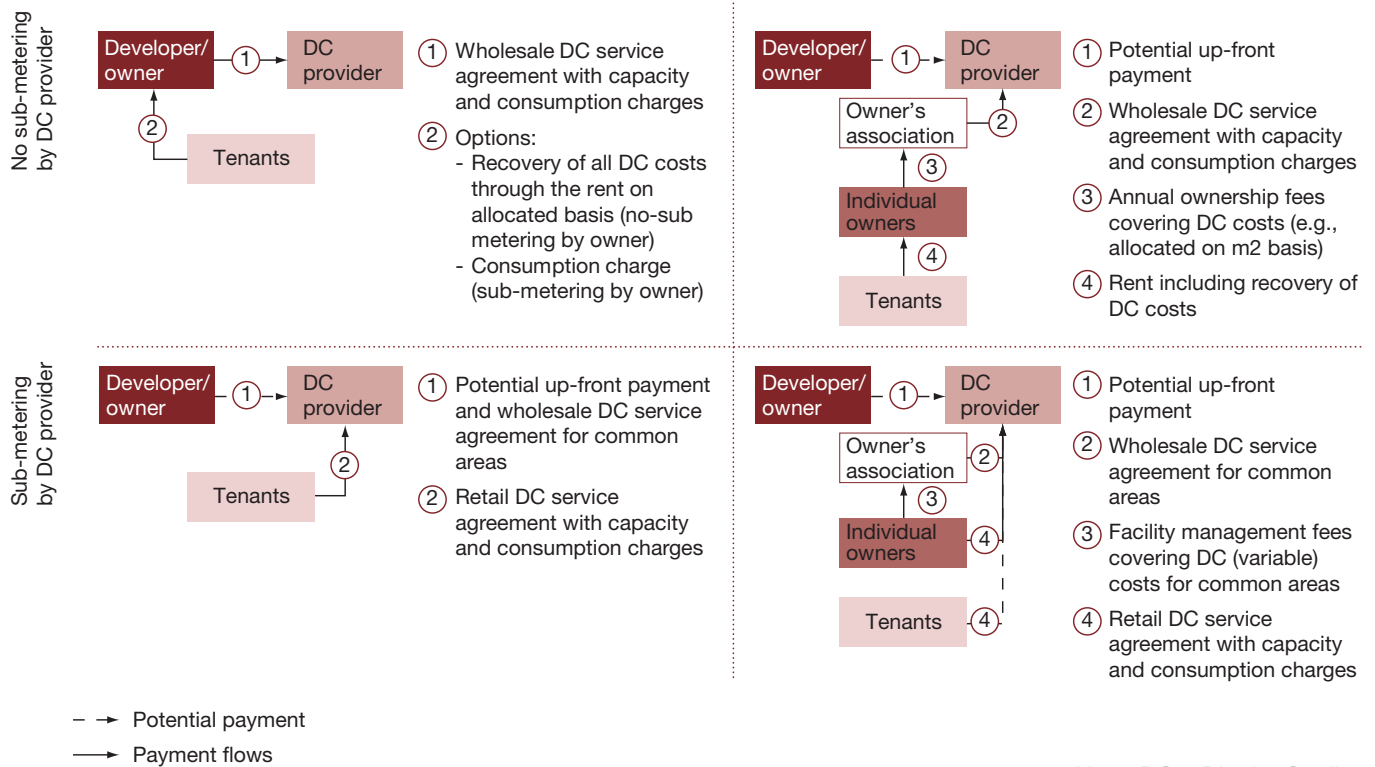 No sub-metering
by DC provider
Developer/
owner
1
DC
provider
2
Tenants
1 Wholesale DC service
agreement with capacity
and consumption charges
2 Options:
- Recovery of all DC costs
through the rent on
allocated basis (no-sub
metering by owner)
- Consumption charge
(sub-metering by owner)
Developer/
owner
1
DC
provider
Owner's
association
2
3
Individual
owners
4
Tenants
1 Potential up-front
payment
2 Wholesale DC service
agreement with capacity
and consumption charges
3 Annual ownership fees
covering DC costs (e.g.,
allocated on m2 basis)
4 Rent including recovery of
DC costs
Sub-metering
by DC provider
Developer/
owner
1
DC
provider
2
Tenants
1 Potential up-front payment
and wholesale DC service
agreement for common
areas
2 Retail DC service
agreement with capacity
and consumption charges
Developer/
owner
1
DC
provider
Owner's
association
2
3
Individual
owners
4
Tenants
4
1 Potential up-front
payment
2 Wholesale DC service
agreement for common
areas
3 Facility management fees
covering DC (variable)
costs for common areas
4 Retail DC service
agreement with capacity
and consumption charges
Potential payment
Payment flows